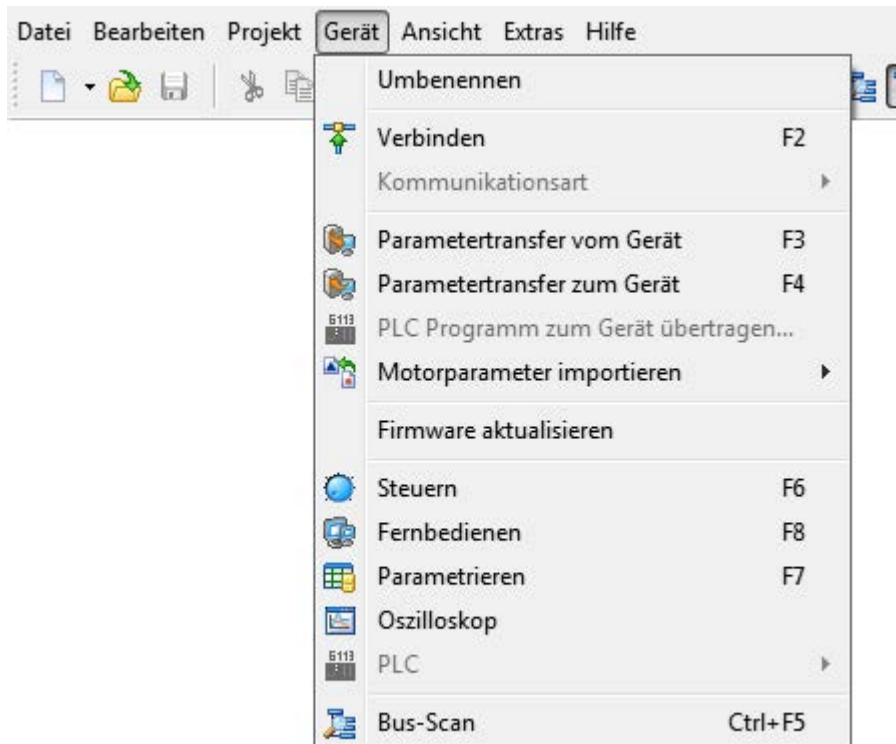 Datei Bearbeiten Projekt Gerät Ansicht Extras Hilfe
Umbenennen
Verbinden F2
Kommunikationsart
Parametertransfer vom Gerät F3
Parametertransfer zum Gerät F4
6113 PLC Programm zum Gerät übertragen...
Motorparameter importieren
Firmware aktualisieren
Steuern F6
Fernbedienen F8
Parametrieren F7
Oszilloskop
6113 PLC
Bus-Scan Ctrl+F5